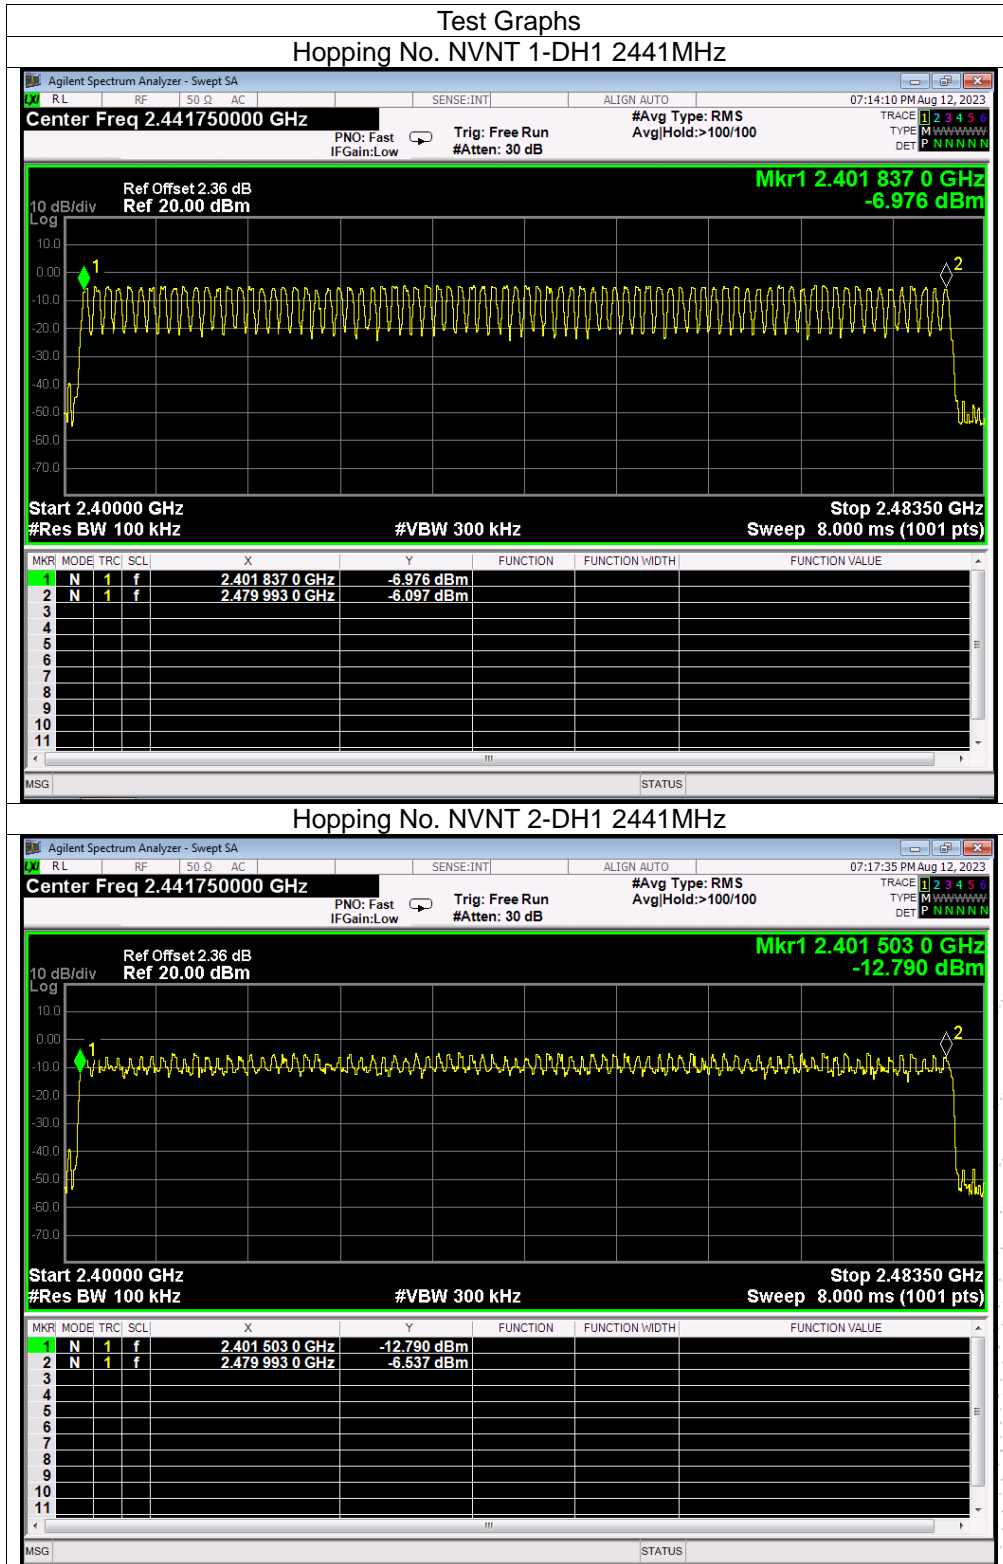 Test Graphs
Hopping No. NVNT 1-DH1 2441MHz
Agilent Spectrum Analyzer - Swept SA
LXI RL RF 50 Ω AC SENSE:INT ALIGN AUTO 07:14:10 PM Aug 12, 2023
Center Freq 2.441750000 GHz #Avg Type: RMS TRACE 1 2 3 4 5 6
PNO: Fast Trig: Free Run Avg|Hold:>100/100 TYPE M WWWWW
IFGain:Low #Atten: 30 dB DET P N N N N N
Mkr1 2.401 837 0 GHz
Ref Offset 2.36 dB
10 dB/div Ref 20.00 dBm -6.976 dBm
Log
10.0
1 2
0.00
-10.0
-20.0
-30.0
-40.0
-50.0
-60.0
-70.0
Start 2.40000 GHz Stop 2.48350 GHz
#Res BW 100 kHz #VBW 300 kHz Sweep 8.000 ms (1001 pts)
MKR MODE TRC SCL X Y FUNCTION FUNCTION WIDTH FUNCTION VALUE
1 N 1 f 2.401 837 0 GHz -6.976 dBm
2 N 1 f 2.479 993 0 GHz -6.097 dBm
3
4
5
6
7
8
9
10
11
MSG STATUS
Hopping No. NVNT 2-DH1 2441MHz
Agilent Spectrum Analyzer - Swept SA
LXI RL RF 50 Ω AC SENSE:INT ALIGN AUTO 07:17:35 PM Aug 12, 2023
Center Freq 2.441750000 GHz #Avg Type: RMS TRACE 1 2 3 4 5 6
PNO: Fast Trig: Free Run Avg|Hold:>100/100 TYPE M WWWWW
IFGain:Low #Atten: 30 dB DET P N N N N N
Mkr1 2.401 503 0 GHz
Ref Offset 2.36 dB
10 dB/div Ref 20.00 dBm -12.790 dBm
Log
10.0
0.00
1 2
-10.0
-20.0
-30.0
-40.0
-50.0
-60.0
-70.0
Start 2.40000 GHz Stop 2.48350 GHz
#Res BW 100 kHz #VBW 300 kHz Sweep 8.000 ms (1001 pts)
MKR MODE TRC SCL X Y FUNCTION FUNCTION WIDTH FUNCTION VALUE
1 N 1 f 2.401 503 0 GHz -12.790 dBm
2 N 1 f 2.479 993 0 GHz -6.537 dBm
3
4
5
6
7
8
9
10
11
MSG STATUS